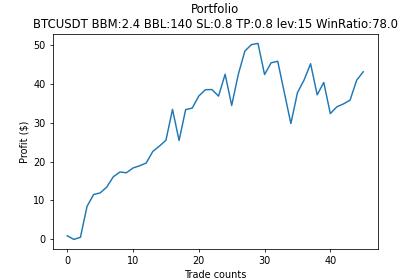 Portfolio
BTCUSDT BBM:2.4 BBL:140 SL:0.8 TP:0.8 lev:15 WinRatio:78.0
50
40
30
20
10
0
Profit ($)
0 10 20 30 40
Trade counts